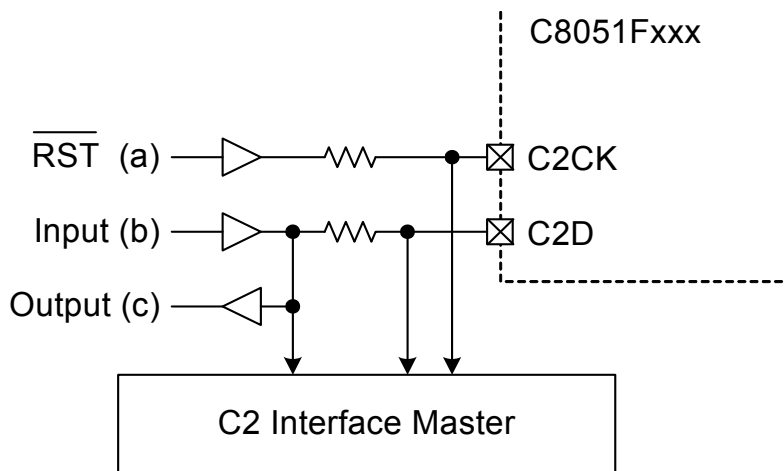 C8051Fxxx
RST (a)
C2CK
Input (b)
C2D
Output (c)
C2 Interface Master